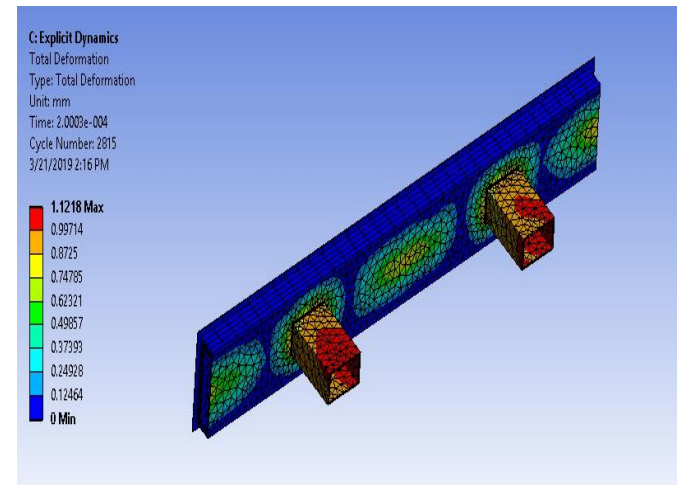 C: Explicit Dynamics
Total Deformation
Type: Total Deformation
Unit: mm
Time: 2.0003e-004
Cycle Number: 2815
3/21/2019 2:16 PM
1.1218 Max
0.99714
0.8725
0.74785
0.62321
0.49857
0.37393
0.24928
0.12464
0 Min